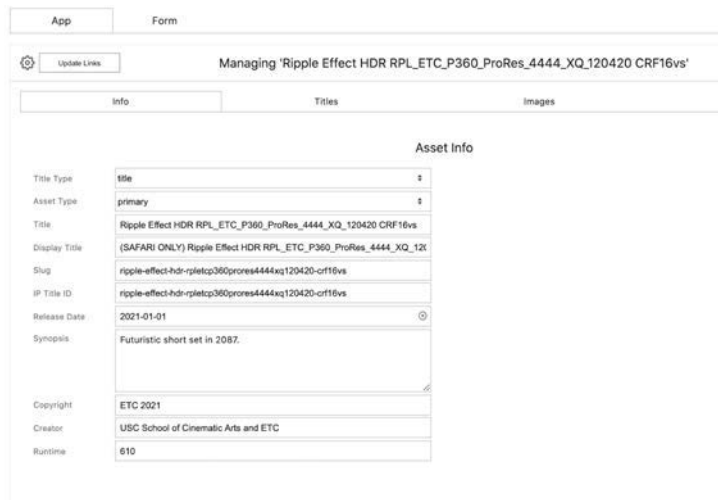 App Form
Update Links Managing 'Ripple Effect HDR RPL_ETC_P360_ProRes_4444_XQ_120420 CRF16vs'
Info Titles Images
Asset Info
Title Type title
Asset Type primary
Title Ripple Effect HDR RPL_ETC_P360_ProRes_4444_XQ_120420 CRF16vs
Display Title (SAFARI ONLY) Ripple Effect HDR RPL_ETC_P360_ProRes_4444_XQ_120
Slug ripple-effect-hdr-rpletcp360prores4444xq120420-crf16vs
IP Title ID ripple-effect-hdr-rpletcp360prores4444xq120420-crf16vs
Release Date 2021-01-01
Synopsis Futuristic short set in 2087.
Copyright ETC 2021
Creator USC School of Cinematic Arts and ETC
Runtime 610